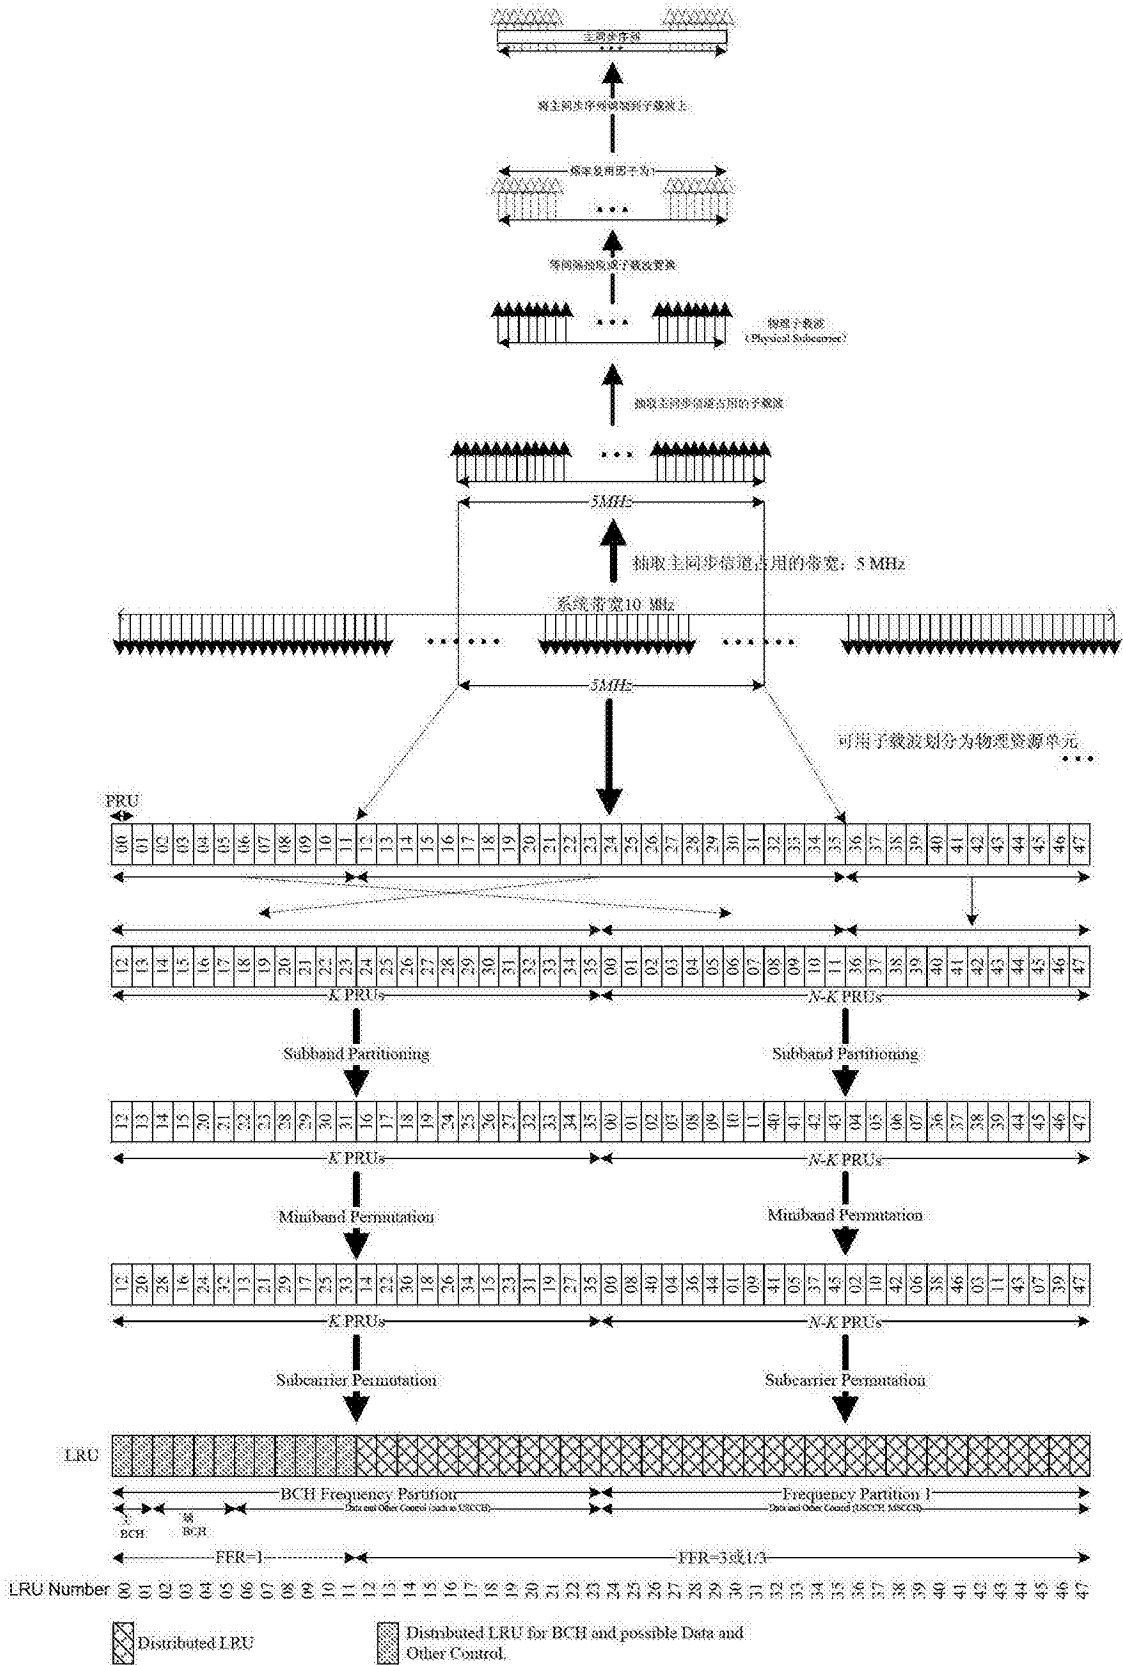 主同步序列
将主同步序列调制到子载波上
频率复用因子为1
等间隔抽取或子载波置换
物理子载波
(Physical Subcarrier)
抽取主同步信道占用的子载波
5MHz
抽取主同步信道占用的带宽：5 MHz
系统带宽10 MHz
5MHz
可用子载波划分为物理资源单元
PRU
00 01 02 03 04 05 06 07 08 09 10 11 12 13 14 15 16 17 18 19 20 21 22 23 24 25 26 27 28 29 30 31 32 33 34 35 36 37 38 39 40 41 42 43 44 45 46 47
12 13 14 15 16 17 18 19 20 21 22 23 24 25 26 27 28 29 30 31 32 33 34 35 00 01 02 03 04 05 06 07 08 09 10 11 36 37 38 39 40 41 42 43 44 45 46 47
K PRUs N-K PRUs
Subband Partitioning Subband Partitioning
12 13 14 15 20 21 22 23 28 29 30 31 16 17 18 19 24 25 26 27 32 33 34 35 00 01 02 03 08 09 10 11 40 41 42 43 04 05 06 07 36 37 38 39 44 45 46 47
K PRUs N-K PRUs
Miniband Permutation Miniband Permutation
12 20 28 16 24 32 13 21 29 17 25 33 14 22 30 18 26 34 15 23 31 19 27 35 00 08 40 04 36 44 01 09 41 05 37 45 02 10 42 06 38 46 03 11 43 07 39 47
K PRUs N-K PRUs
Subcarrier Permutation Subcarrier Permutation
LRU
BCH Frequency Partition Frequency Partition 1
Data and Other Control (such as USCCH) Data and Other Control (USCCH, MSCCH)
主
BCH
辅
BCH
FFR=1 FFR=3或1/3
LRU Number 00 01 02 03 04 05 06 07 08 09 10 11 12 13 14 15 16 17 18 19 20 21 22 23 24 25 26 27 28 29 30 31 32 33 34 35 36 37 38 39 40 41 42 43 44 45 46 47
Distributed LRU
Distributed LRU for BCH and possible Data and
Other Control.